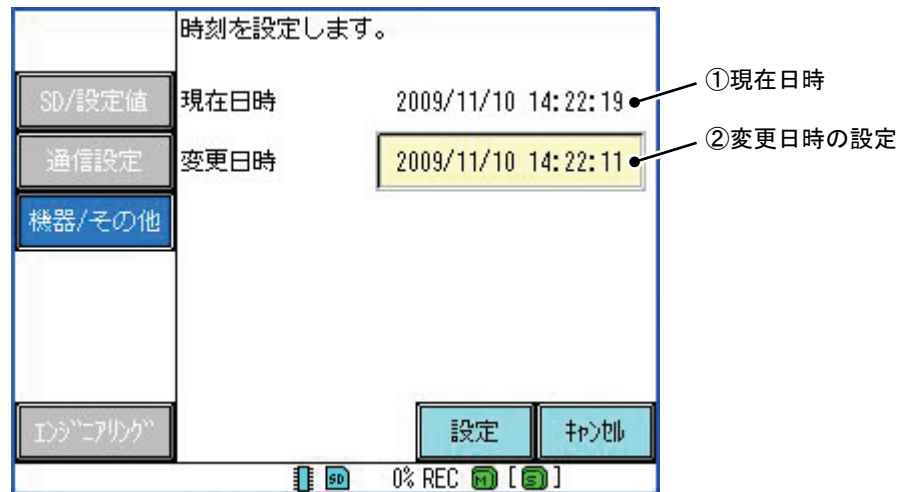 時刻を設定します。
SD/設定値
現在日時 2009/11/10 14:22:19
①現在日時
通信設定
変更日時 2009/11/10 14:22:11
②変更日時の設定
機器/その他
エンジニアリング
設定
キャンセル
SD 0% REC M [S]